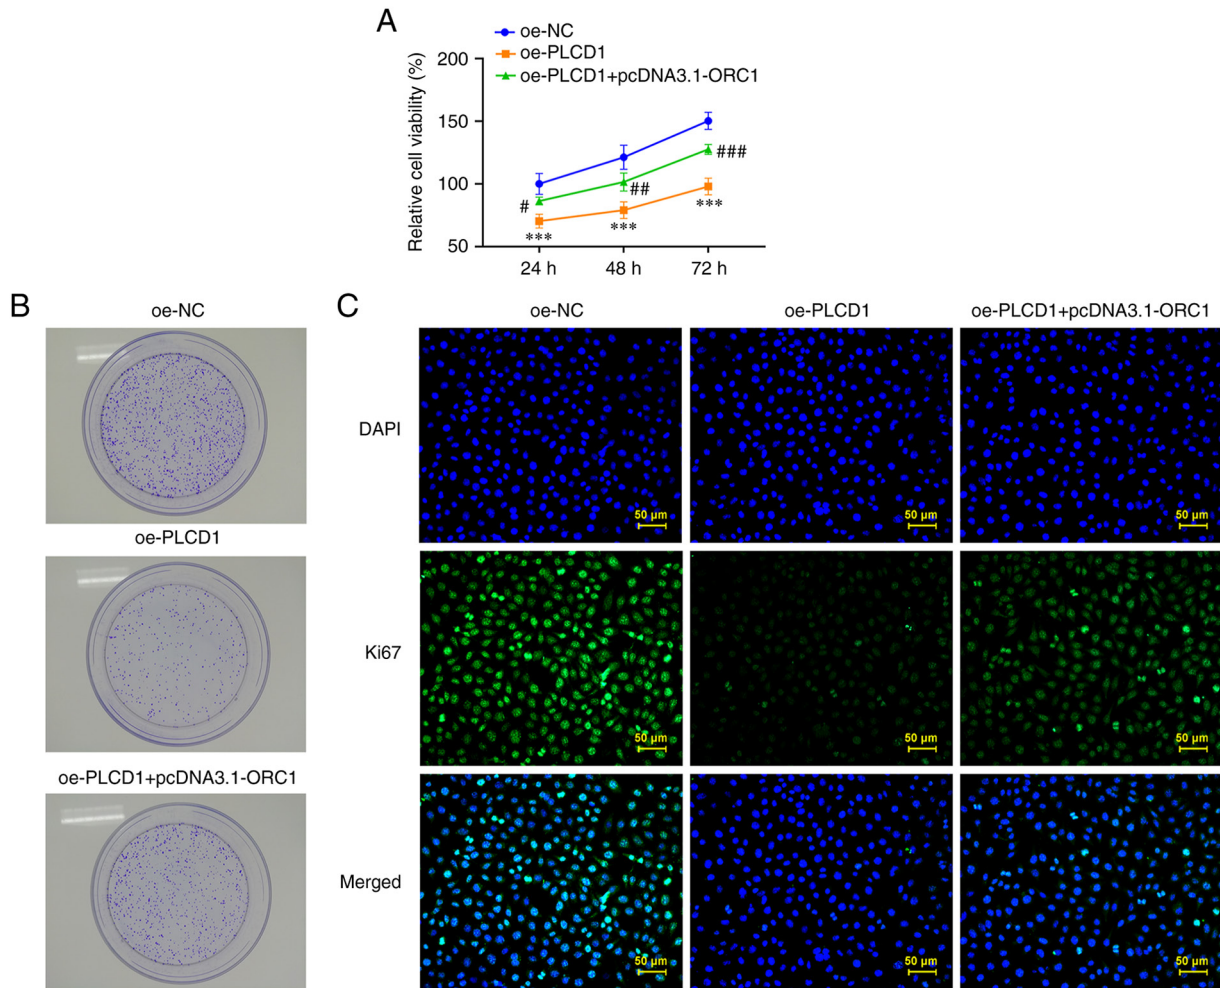 A
oe-NC
oe-PLCD1
oe-PLCD1+pcDNA3.1-ORC1
Relative cell viability (%)
200
150
100
50
#
##
###
***
***
***
24 h
48 h
72 h
B
oe-NC
oe-PLCD1
oe-PLCD1+pcDNA3.1-ORC1
C
oe-NC
oe-PLCD1
oe-PLCD1+pcDNA3.1-ORC1
DAPI
50 µm
50 µm
50 µm
Ki67
50 µm
50 µm
50 µm
Merged
50 µm
50 µm
50 µm